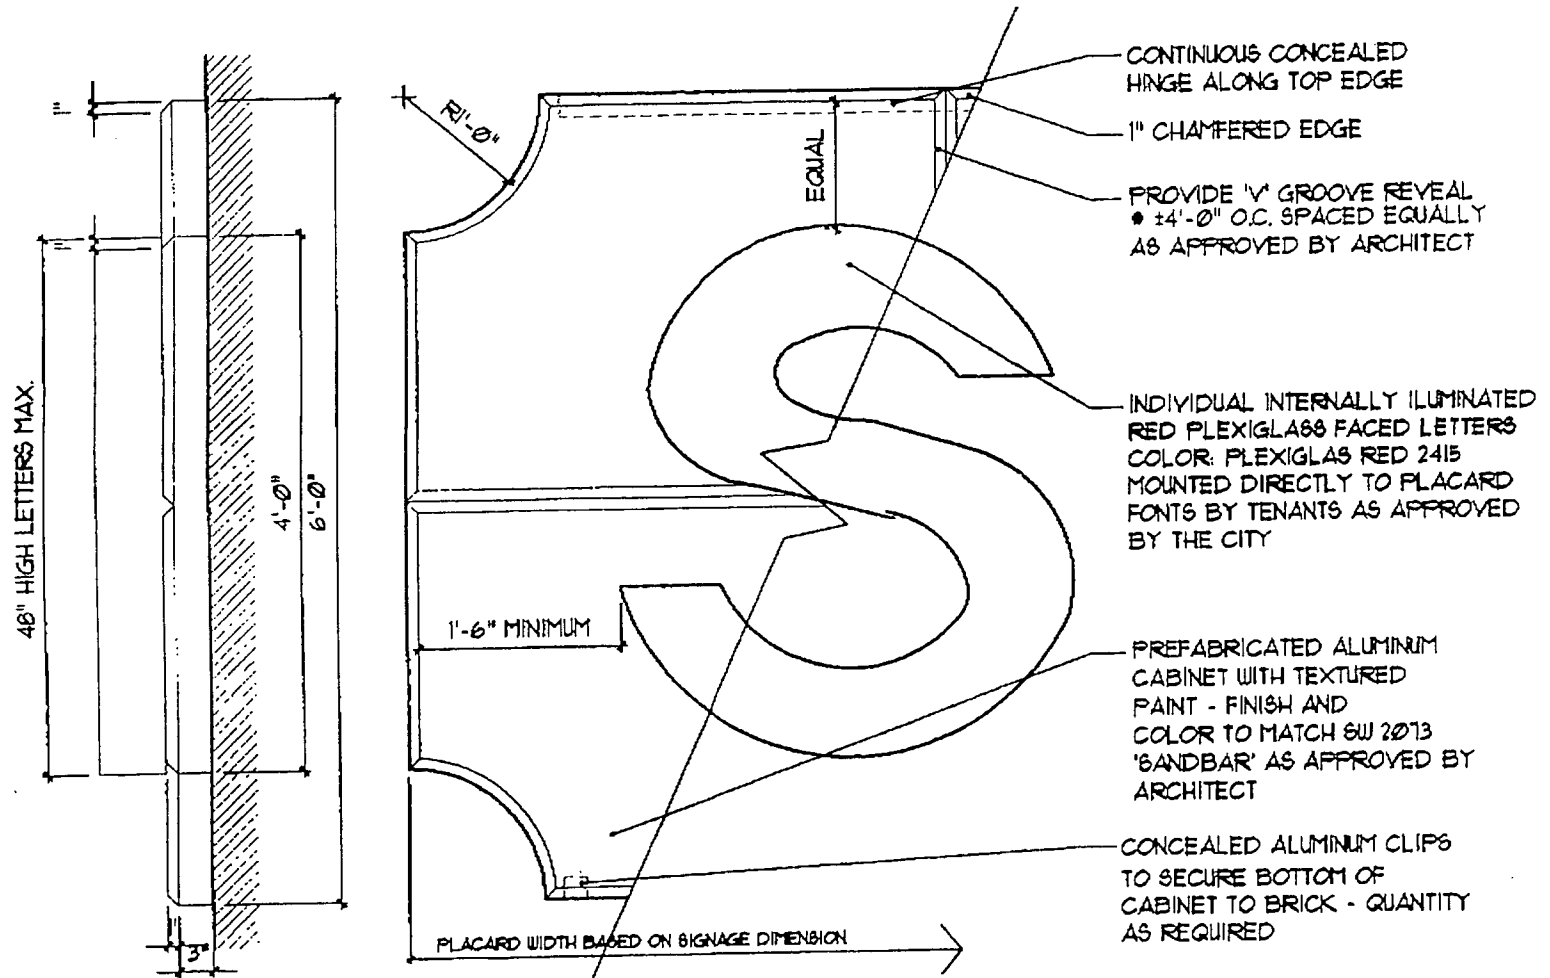 CONTINUOUS CONCEALED
HINGE ALONG TOP EDGE
1" CHAMFERED EDGE
PROVIDE 'V' GROOVE REVEAL
• ±4'-0" O.C. SPACED EQUALLY
AS APPROVED BY ARCHITECT
INDIVIDUAL INTERNALLY ILUMINATED
RED PLEXIGLASS FACED LETTERS
COLOR: PLEXIGLAS RED 2415
MOUNTED DIRECTLY TO PLACARD
FONTS BY TENANTS AS APPROVED
BY THE CITY
PREFABRICATED ALUMINUM
CABINET WITH TEXTURED
PAINT - FINISH AND
COLOR TO MATCH SW 2073
'SANDBAR' AS APPROVED BY
ARCHITECT
CONCEALED ALUMINUM CLIPS
TO SECURE BOTTOM OF
CABINET TO BRICK - QUANTITY
AS REQUIRED
R1'-0"
EQUAL
S
1'-6" MINIMUM
PLACARD WIDTH BASED ON SIGNAGE DIMENSION
1"
1"
48" HIGH LETTERS MAX.
4'-0"
6'-0"
1"
3"